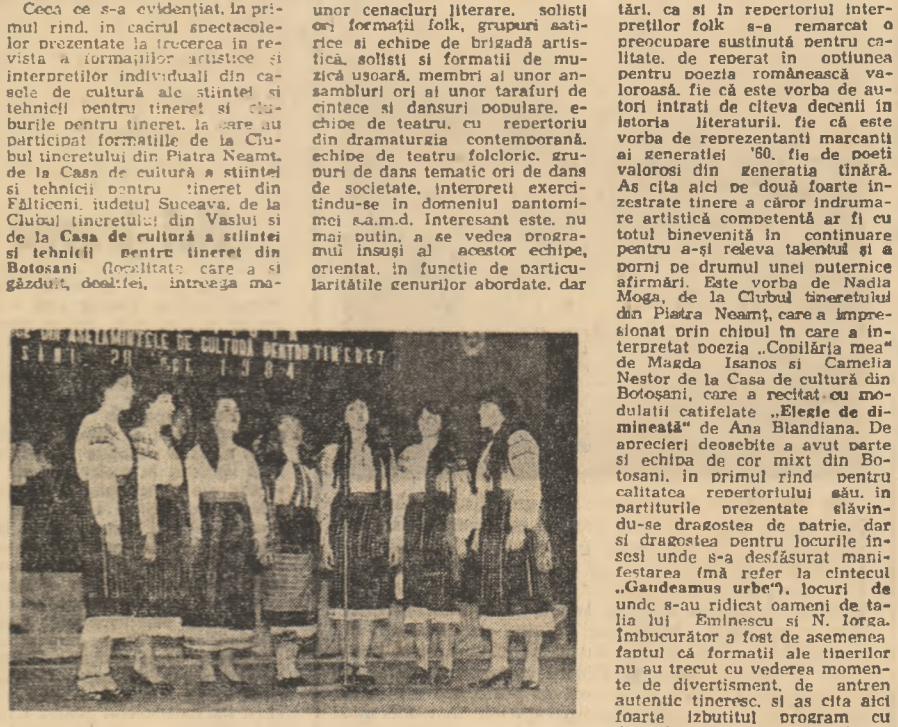 Ceea ce s-a evidențiat, în pri-
mul rînd, în cadrul spectacole-
lor prezentate la trecerea în re-
vistă a formațiilor artistice și
interpreților individuali din ca-
sele de cultură ale științei și
tehnicii pentru tineret și clu-
burile pentru tineret, la care au
participat formațiile de la Clu-
bul tineretului din Piatra Neamț,
de la Casa de cultură a științei
și tehnicii pentru tineret din
Fălticeni, județul Suceava, de la
Clubul tineretului din Vaslui și
de la Casa de cultură a științei
și tehnicii pentru tineret din
Botoșani (localitate care a și
găzduit, dealtfel, întreaga ma-
unor cenacluri literare, soliști
ori formații folk, grupuri sati-
rice și echipe de brigadă artis-
tică, soliști și formații de mu-
zică ușoară, membri ai unor an-
sambluri ori ai unor tarafuri de
cîntece și dansuri populare, e-
chipe de teatru, cu repertoriu
din dramaturgia contemporană,
echipe de teatru folcloric, gru-
puri de dans tematic ori de dans
de societate, interpreți exerci-
tîndu-se în domeniul pantomi-
mei ș.a.m.d. Interesant este, nu
mai puțin, a se vedea progra-
mul însuși al acestor echipe,
orientat, în funcție de particu-
laritățile genurilor abordate, dar
ASEZAMINTELE DE CULTURĂ PENTRU TINERET
29 1984
tări, ca și în repertoriul inter-
preților folk s-a remarcat o
preocupare susținută pentru ca-
litate, de reperat în opțiunea
pentru poezia românească va-
loroasă, fie că este vorba de au-
tori intrați de cîteva decenii în
istoria literaturii, fie că este
vorba de reprezentanți marcanți
ai generației '60, fie de poeți
valoroși din generația tînără.
Aș cita aici pe două foarte în-
zestrate tinere a căror îndruma-
re artistică competentă ar fi cu
totul binevenită în continuare
pentru a-și releva talentul și a
porni pe drumul unei puternice
afirmări. Este vorba de Nadia
Moga, de la Clubul tineretului
din Piatra Neamț, care a impre-
sionat prin chipul în care a in-
terpretat poezia „Copilăria mea“
de Magda Isanos și Camelia
Nestor de la Casa de cultură din
Botoșani, care a recitat cu mo-
dulații catifelate „Elegie de di-
mineață“ de Ana Blandiana. De
aprecieri deosebite a avut parte
și echipa de cor mixt din Bo-
toșani, în primul rînd pentru
calitatea repertoriului său, în
partiturile prezentate slăvin-
du-se dragostea de patrie, dar
și dragostea pentru locurile în-
seși unde s-a desfășurat mani-
festarea (mă refer la cîntecul
„Gaudeamus urbe“), locuri de
unde s-au ridicat oameni de ta-
lia lui Eminescu și N. Iorga.
Îmbucurător a fost de asemenea
faptul că formații ale tinerilor
nu au trecut cu vederea momen-
te de divertisment, de antren
autentic tineresc, și aș cita aici
foarte izbutitul program cu